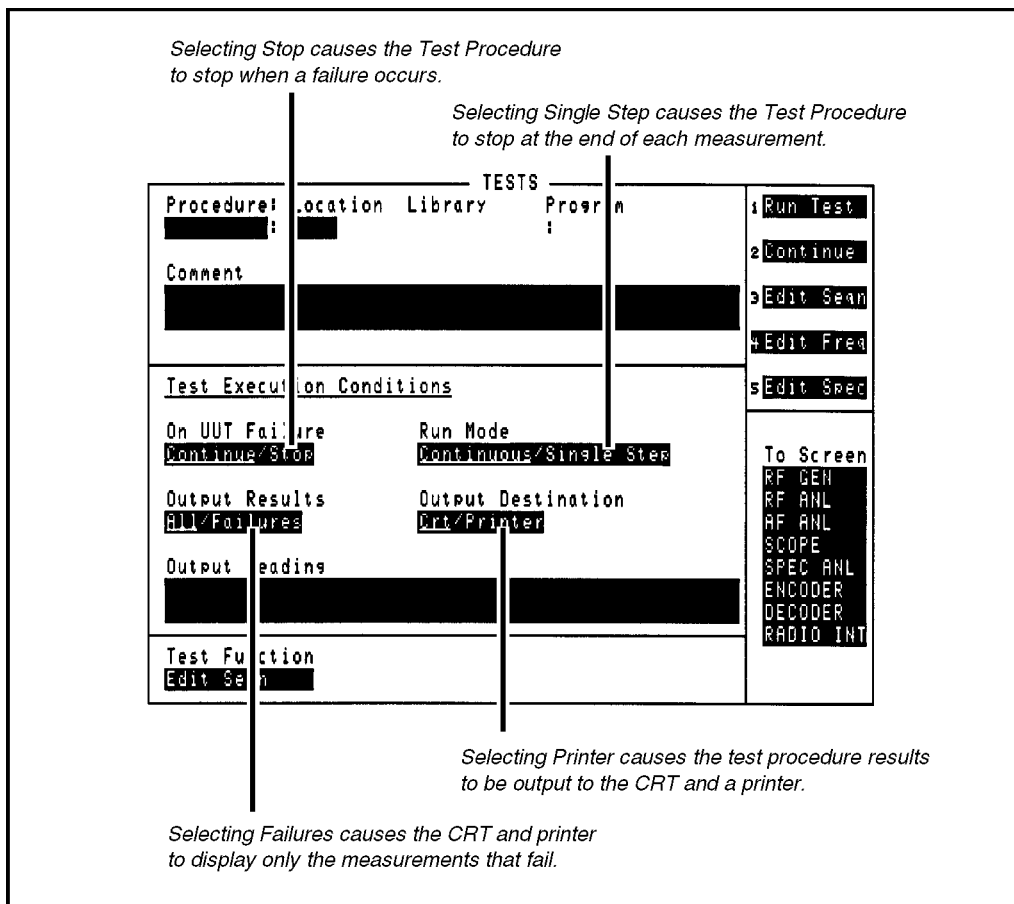 Selecting Stop causes the Test Procedure
to stop when a failure occurs.
Selecting Single Step causes the Test Procedure
to stop at the end of each measurement.
TESTS
Procedure: Location Library Program
: :
Comment
Test Execution Conditions
On UUT Failure Run Mode
Continue/Stop Continuous/Single Step
Output Results Output Destination
All/Failures Crt/Printer
Output Heading
Test Function
Edit Seqn
1 Run Test
2 Continue
3 Edit Seqn
4 Edit Freq
5 Edit Spec
To Screen
RF GEN
RF ANL
AF ANL
SCOPE
SPEC ANL
ENCODER
DECODER
RADIO INT
Selecting Printer causes the test procedure results
to be output to the CRT and a printer.
Selecting Failures causes the CRT and printer
to display only the measurements that fail.